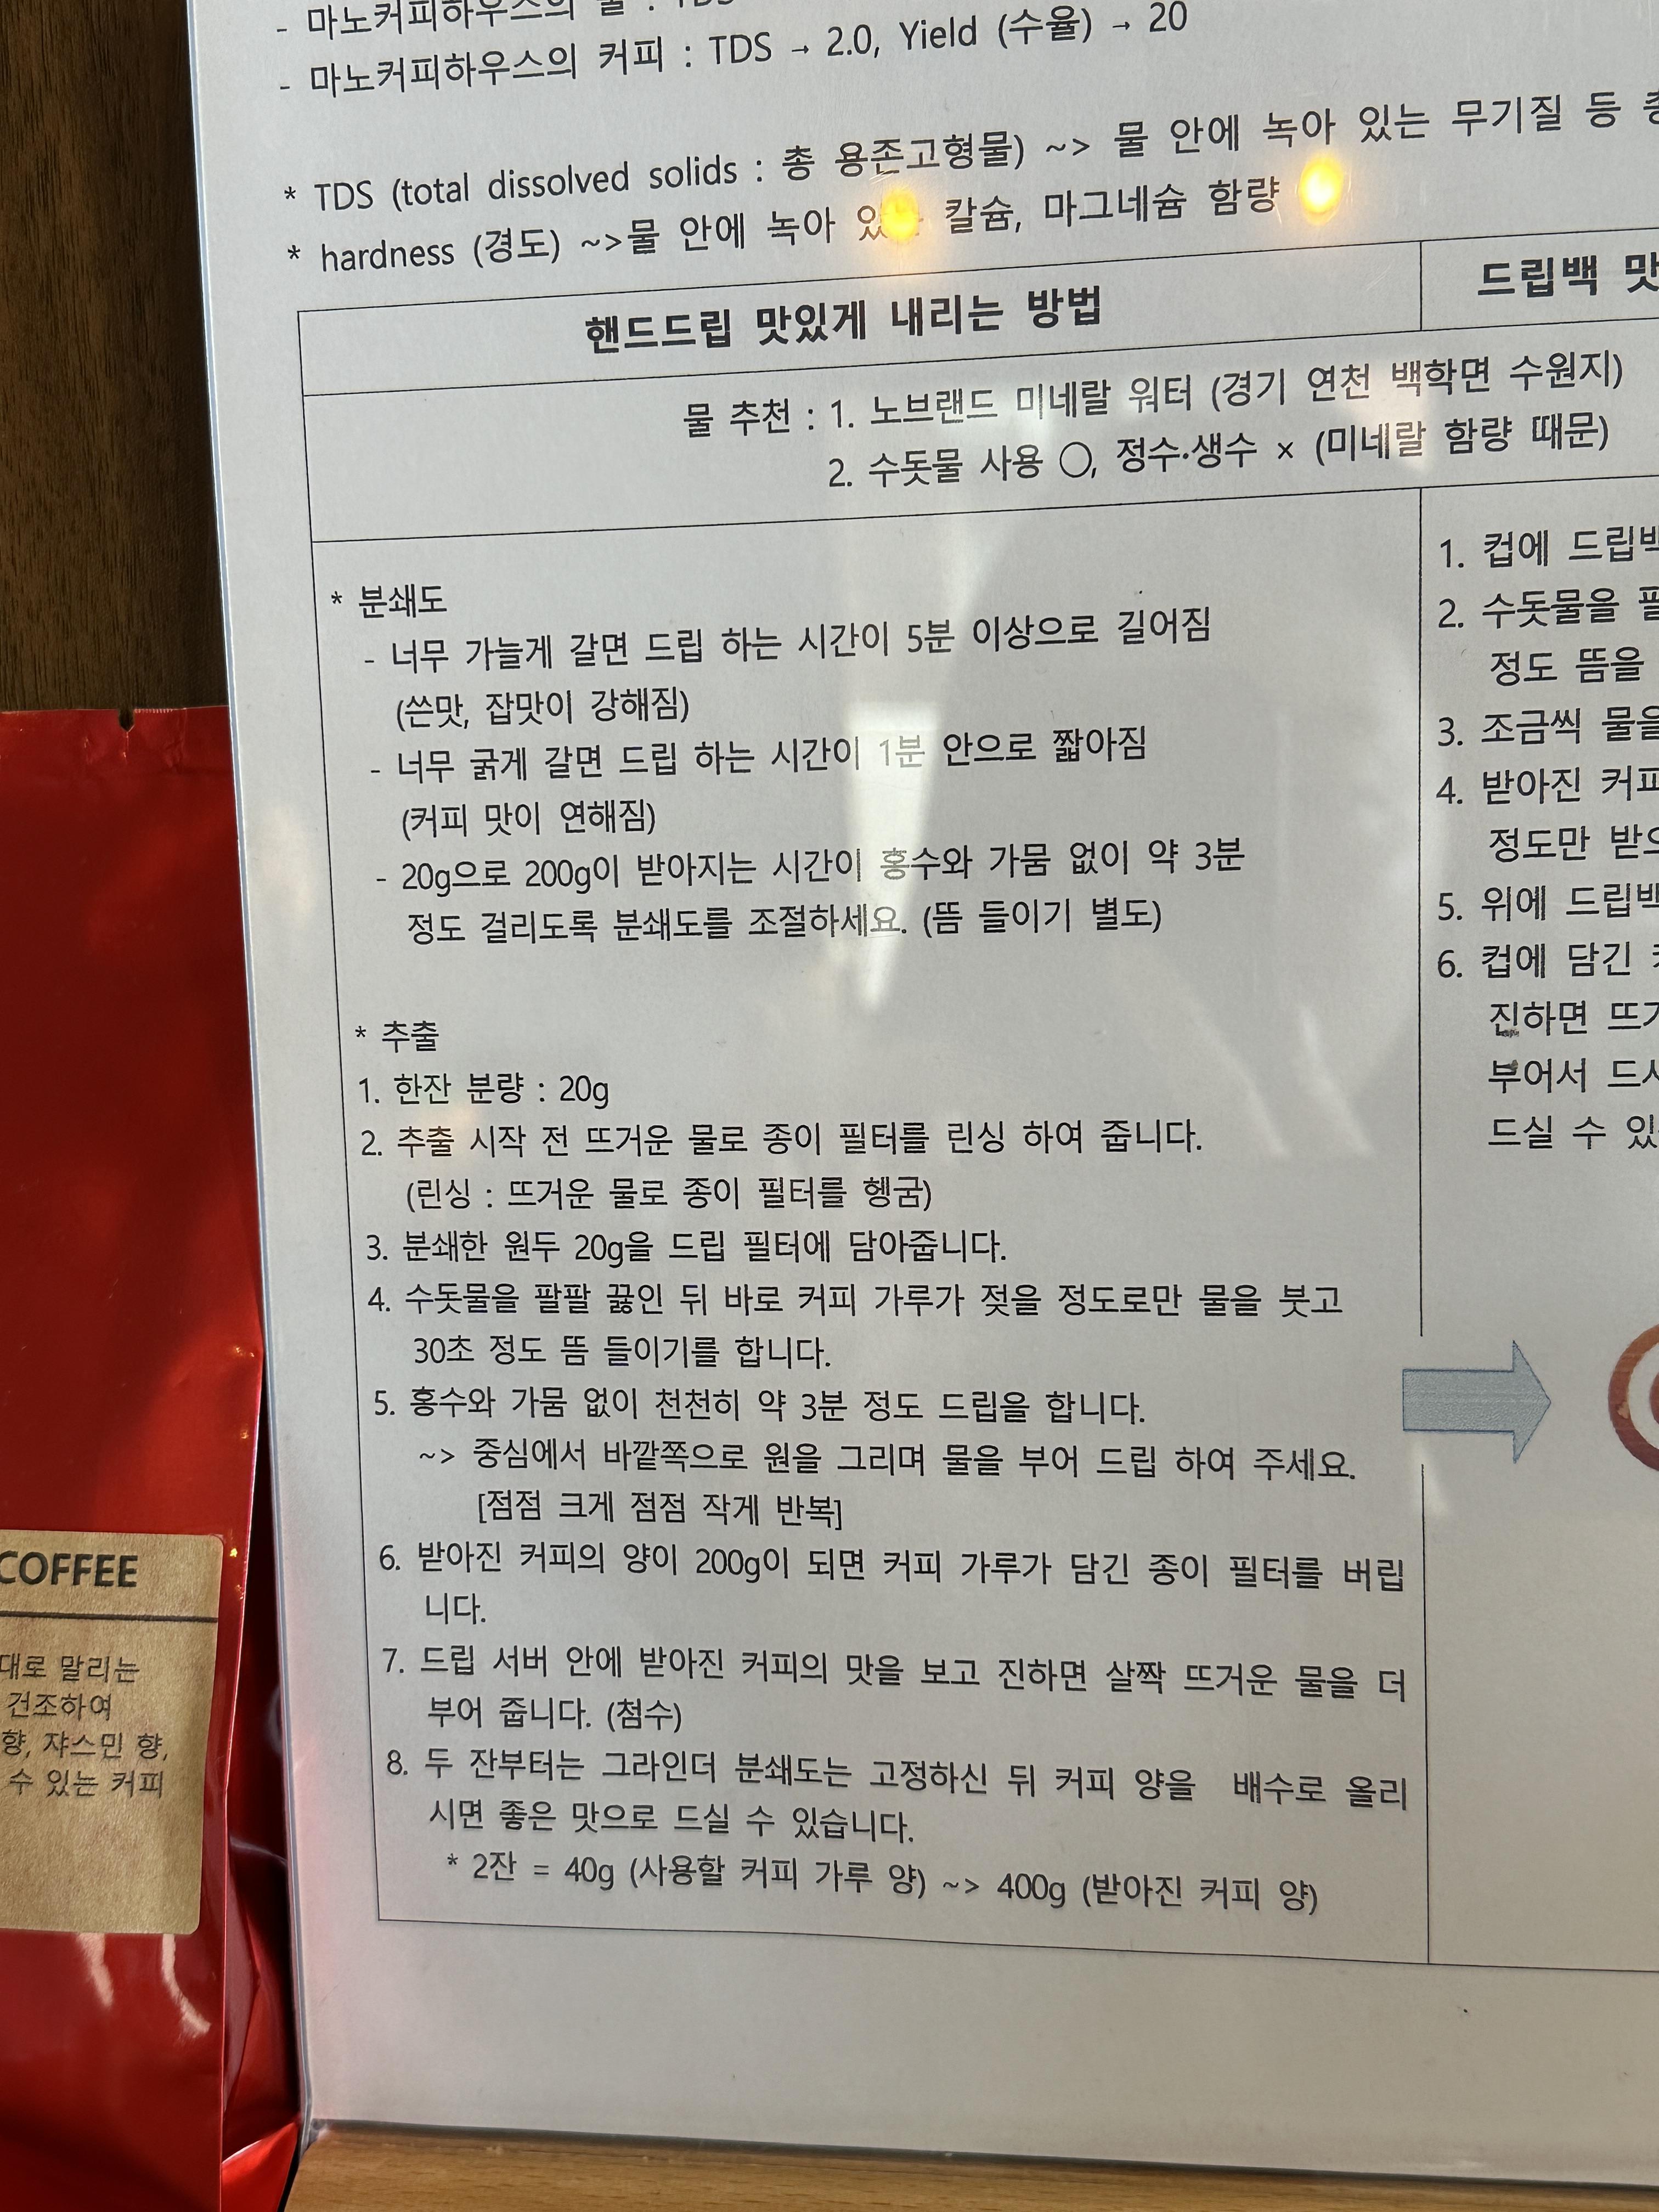 - 마노커피하우스의 물 : TDS
- 마노커피하우스의 커피 : TDS → 2.0, Yield (수율) → 20
* TDS (total dissolved solids : 총 용존고형물) ~> 물 안에 녹아 있는 무기질 등
* hardness (경도) ~>물 안에 녹아 칼슘, 마그네슘 함량
핸드드립 맛있게 내리는 방법
드립백
물 추천 : 1. 노브랜드 미네랄 워터 (경기 연천 백학면 수원지)
2. 수돗물 사용 ○, 정수·생수 × (미네랄 함량 때문)
* 분쇄도
- 너무 가늘게 갈면 드립 하는 시간이 5분 이상으로 길어짐
(쓴맛, 잡맛이 강해짐)
- 너무 굵게 갈면 드립 하는 시간이 1분 안으로 짧아짐
(커피 맛이 연해짐)
- 20g으로 200g이 받아지는 시간이 홍수와 가뭄 없이 약 3분
정도 걸리도록 분쇄도를 조절하세요. (뜸 들이기 별도)
* 추출
1. 한잔 분량 : 20g
2. 추출 시작 전 뜨거운 물로 종이 필터를 린싱 하여 줍니다.
(린싱 : 뜨거운 물로 종이 필터를 헹굼)
3. 분쇄한 원두 20g을 드립 필터에 담아줍니다.
4. 수돗물을 팔팔 끓인 뒤 바로 커피 가루가 젖을 정도로만 물을 붓고
30초 정도 뜸 들이기를 합니다.
5. 홍수와 가뭄 없이 천천히 약 3분 정도 드립을 합니다.
~> 중심에서 바깥쪽으로 원을 그리며 물을 부어 드립 하여 주세요.
[점점 크게 점점 작게 반복]
6. 받아진 커피의 양이 200g이 되면 커피 가루가 담긴 종이 필터를 버립
니다.
7. 드립 서버 안에 받아진 커피의 맛을 보고 진하면 살짝 뜨거운 물을 더
부어 줍니다. (첨수)
8. 두 잔부터는 그라인더 분쇄도는 고정하신 뒤 커피 양을 배수로 올리
시면 좋은 맛으로 드실 수 있습니다.
* 2잔 = 40g (사용할 커피 가루 양) ~> 400g (받아진 커피 양)
1. 컵에
2. 수돗물을
정도 뜸을
3. 조금씩 물을
4. 받아진
정도만
5. 위에
6. 컵에 담긴
진하면
부어서
드실 수
COFFEE
대로 말리는
건조하여
향, 쟈스민 향,
수 있는 커피